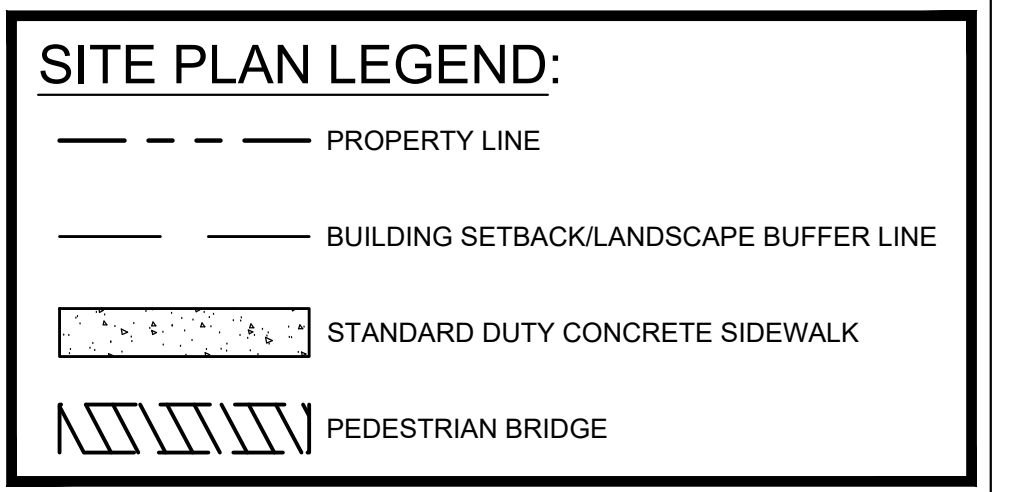 SITE PLAN LEGEND:
PROPERTY LINE
BUILDING SETBACK/LANDSCAPE BUFFER LINE
STANDARD DUTY CONCRETE SIDEWALK
PEDESTRIAN BRIDGE